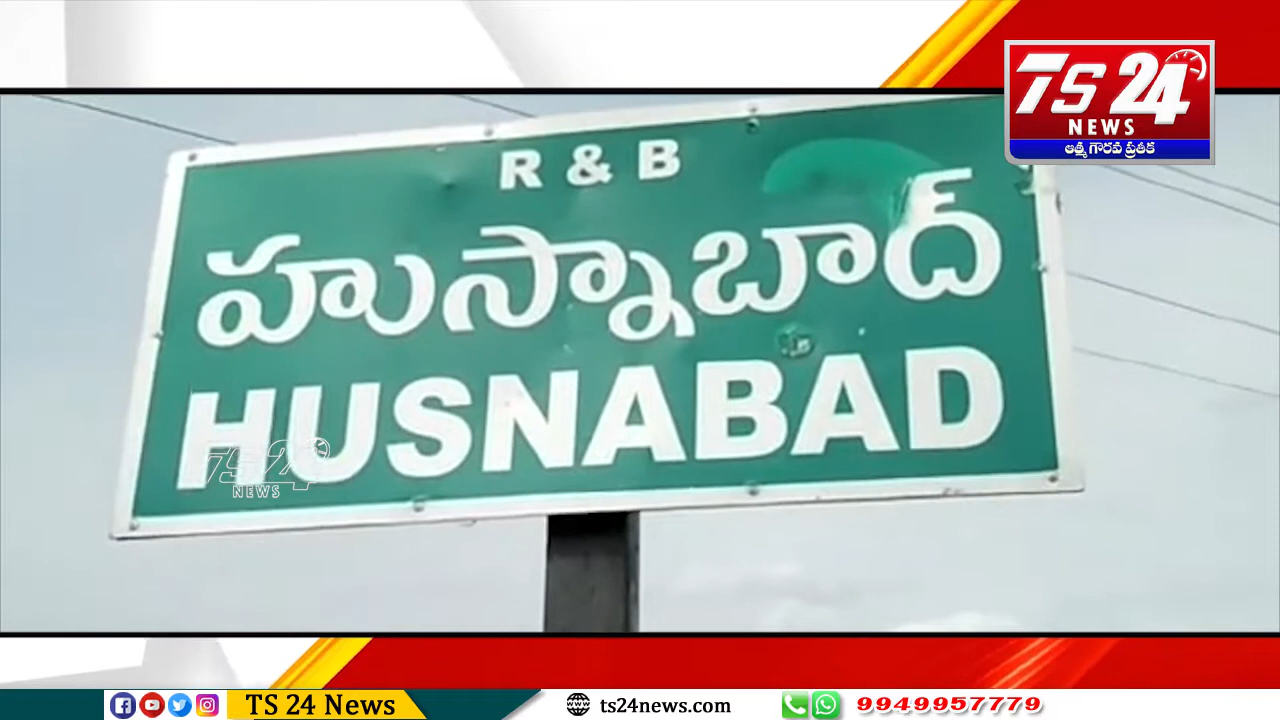 TS 24
NEWS
ఆత్మ గౌరవ ప్రతీక
R & B
హుస్నాబాద్
HUSNABAD
TS 24
NEWS
TS 24 News
ts24news.com
9949957779